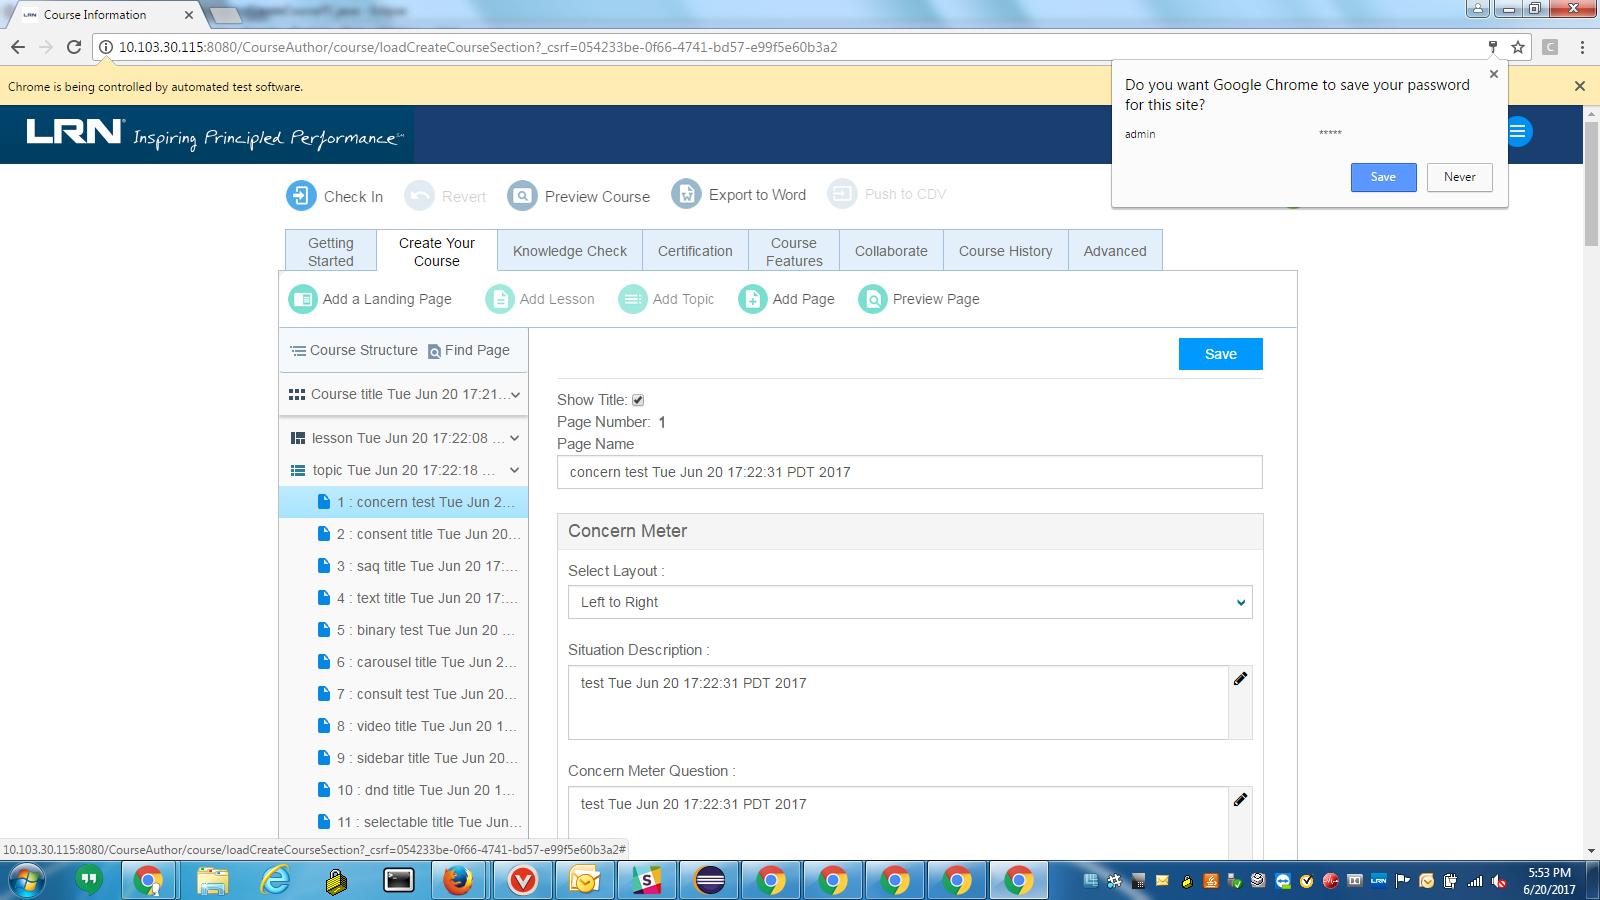 Course Information
10.103.30.115:8080/CourseAuthor/course/loadCreateCourseSection?_csrf=054233be-0f66-4741-bd57-e99f5e60b3a2
Chrome is being controlled by automated test software.
Do you want Google Chrome to save your password
for this site?
admin *****
Save Never
LRN Inspiring Principled Performance
Check In Revert Preview Course Export to Word Push to CDV
Getting Started
Create Your Course
Knowledge Check
Certification
Course Features
Collaborate
Course History
Advanced
Add a Landing Page Add Lesson Add Topic Add Page Preview Page
Course Structure Find Page
Course title Tue Jun 20 17:21...
lesson Tue Jun 20 17:22:08 ...
topic Tue Jun 20 17:22:18 ...
1 : concern test Tue Jun 2...
2 : consent title Tue Jun 20...
3 : saq title Tue Jun 20 17:...
4 : text title Tue Jun 20 17:...
5 : binary test Tue Jun 20 ...
6 : carousel title Tue Jun 2...
7 : consult test Tue Jun 20...
8 : video title Tue Jun 20 1...
9 : sidebar title Tue Jun 20...
10 : dnd title Tue Jun 20 1...
11 : selectable title Tue Jun...
Save
Show Title:
Page Number: 1
Page Name
concern test Tue Jun 20 17:22:31 PDT 2017
Concern Meter
Select Layout :
Left to Right
Situation Description :
test Tue Jun 20 17:22:31 PDT 2017
Concern Meter Question :
test Tue Jun 20 17:22:31 PDT 2017
10.103.30.115:8080/CourseAuthor/course/loadCreateCourseSection?_csrf=054233be-0f66-4741-bd57-e99f5e60b3a2#
LRN
5:53 PM
6/20/2017